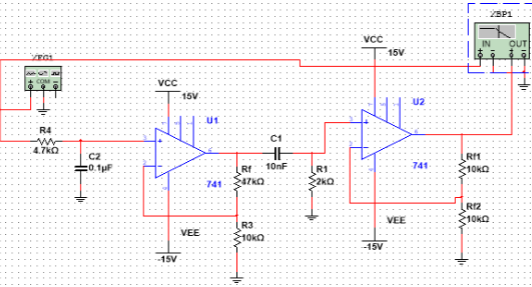 XBP1
IN OUT
XFG1
COM
VCC
15V
U2
VCC
15V
U1
R4
4.7kΩ
C2
0.1µF
741
Rf
47kΩ
C1
10nF
R1
2kΩ
741
Rf1
10kΩ
R3
10kΩ
VEE
-15V
Rf2
10kΩ
VEE
-15V